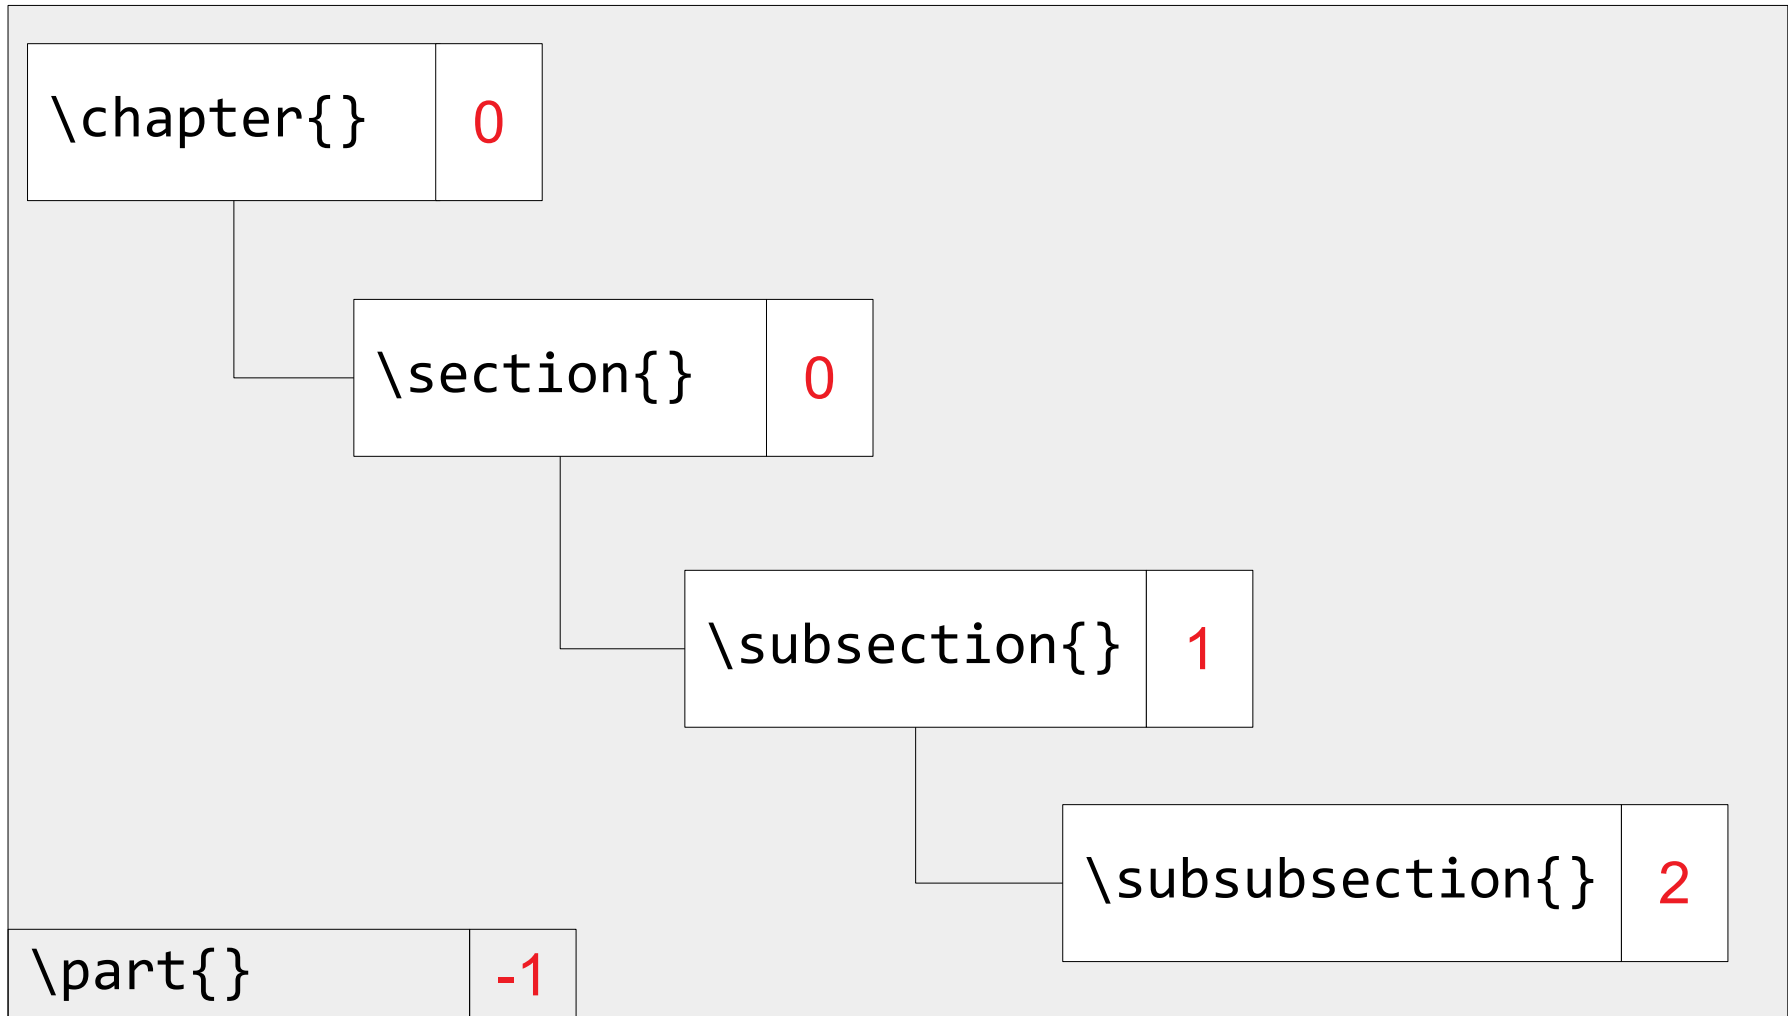 \chapter{} 0
\section{} 0
\subsection{} 1
\subsubsection{} 2
\part{} -1